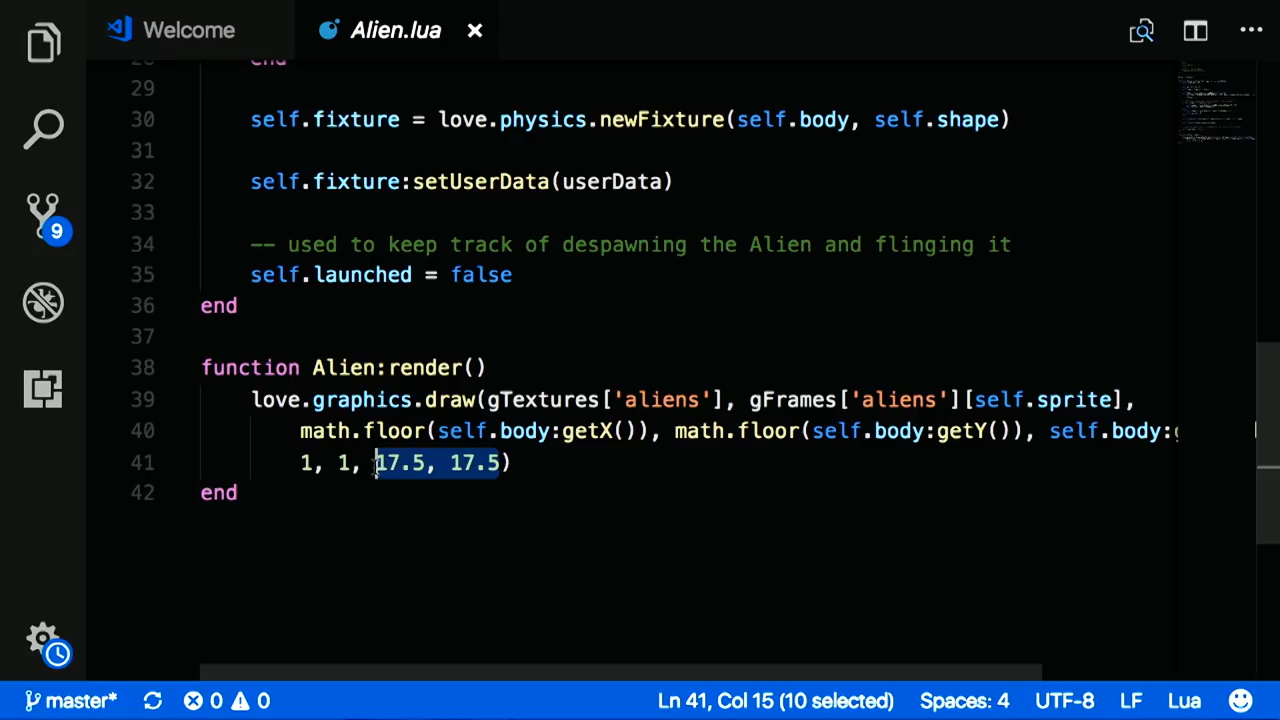 Welcome
Alien.lua
28 end
29
30 self.fixture = love.physics.newFixture(self.body, self.shape)
31
32 self.fixture:setUserData(userData)
33
34 -- used to keep track of despawning the Alien and flinging it
35 self.launched = false
36 end
37
38 function Alien:render()
39 love.graphics.draw(gTextures['aliens'], gFrames['aliens'][self.sprite],
40 math.floor(self.body:getX()), math.floor(self.body:getY()), self.body:g
41 1, 1, 17.5, 17.5)
42 end
9
master* 0 0 Ln 41, Col 15 (10 selected) Spaces: 4 UTF-8 LF Lua